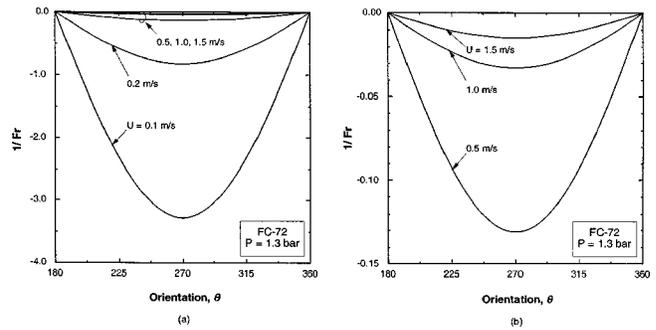 0.0
-1.0
-2.0
-3.0
-4.0
1/ Fr
0.5, 1.0, 1.5 m/s
0.2 m/s
U = 0.1 m/s
FC-72
P = 1.3 bar
180
225
270
315
360
Orientation, θ
(a)
0.00
-0.05
-0.10
-0.15
1/ Fr
U = 1.5 m/s
1.0 m/s
0.5 m/s
FC-72
P = 1.3 bar
180
225
270
315
360
Orientation, θ
(b)